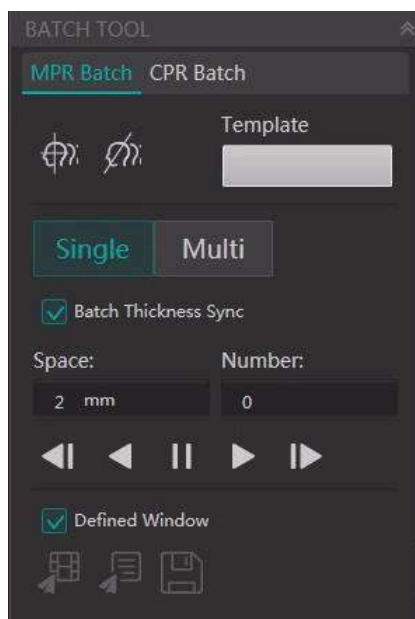 BATCH TOOL
MPR Batch CPR Batch
Template
Single Multi
Batch Thickness Sync
Space: Number:
2 mm 0
Defined Window